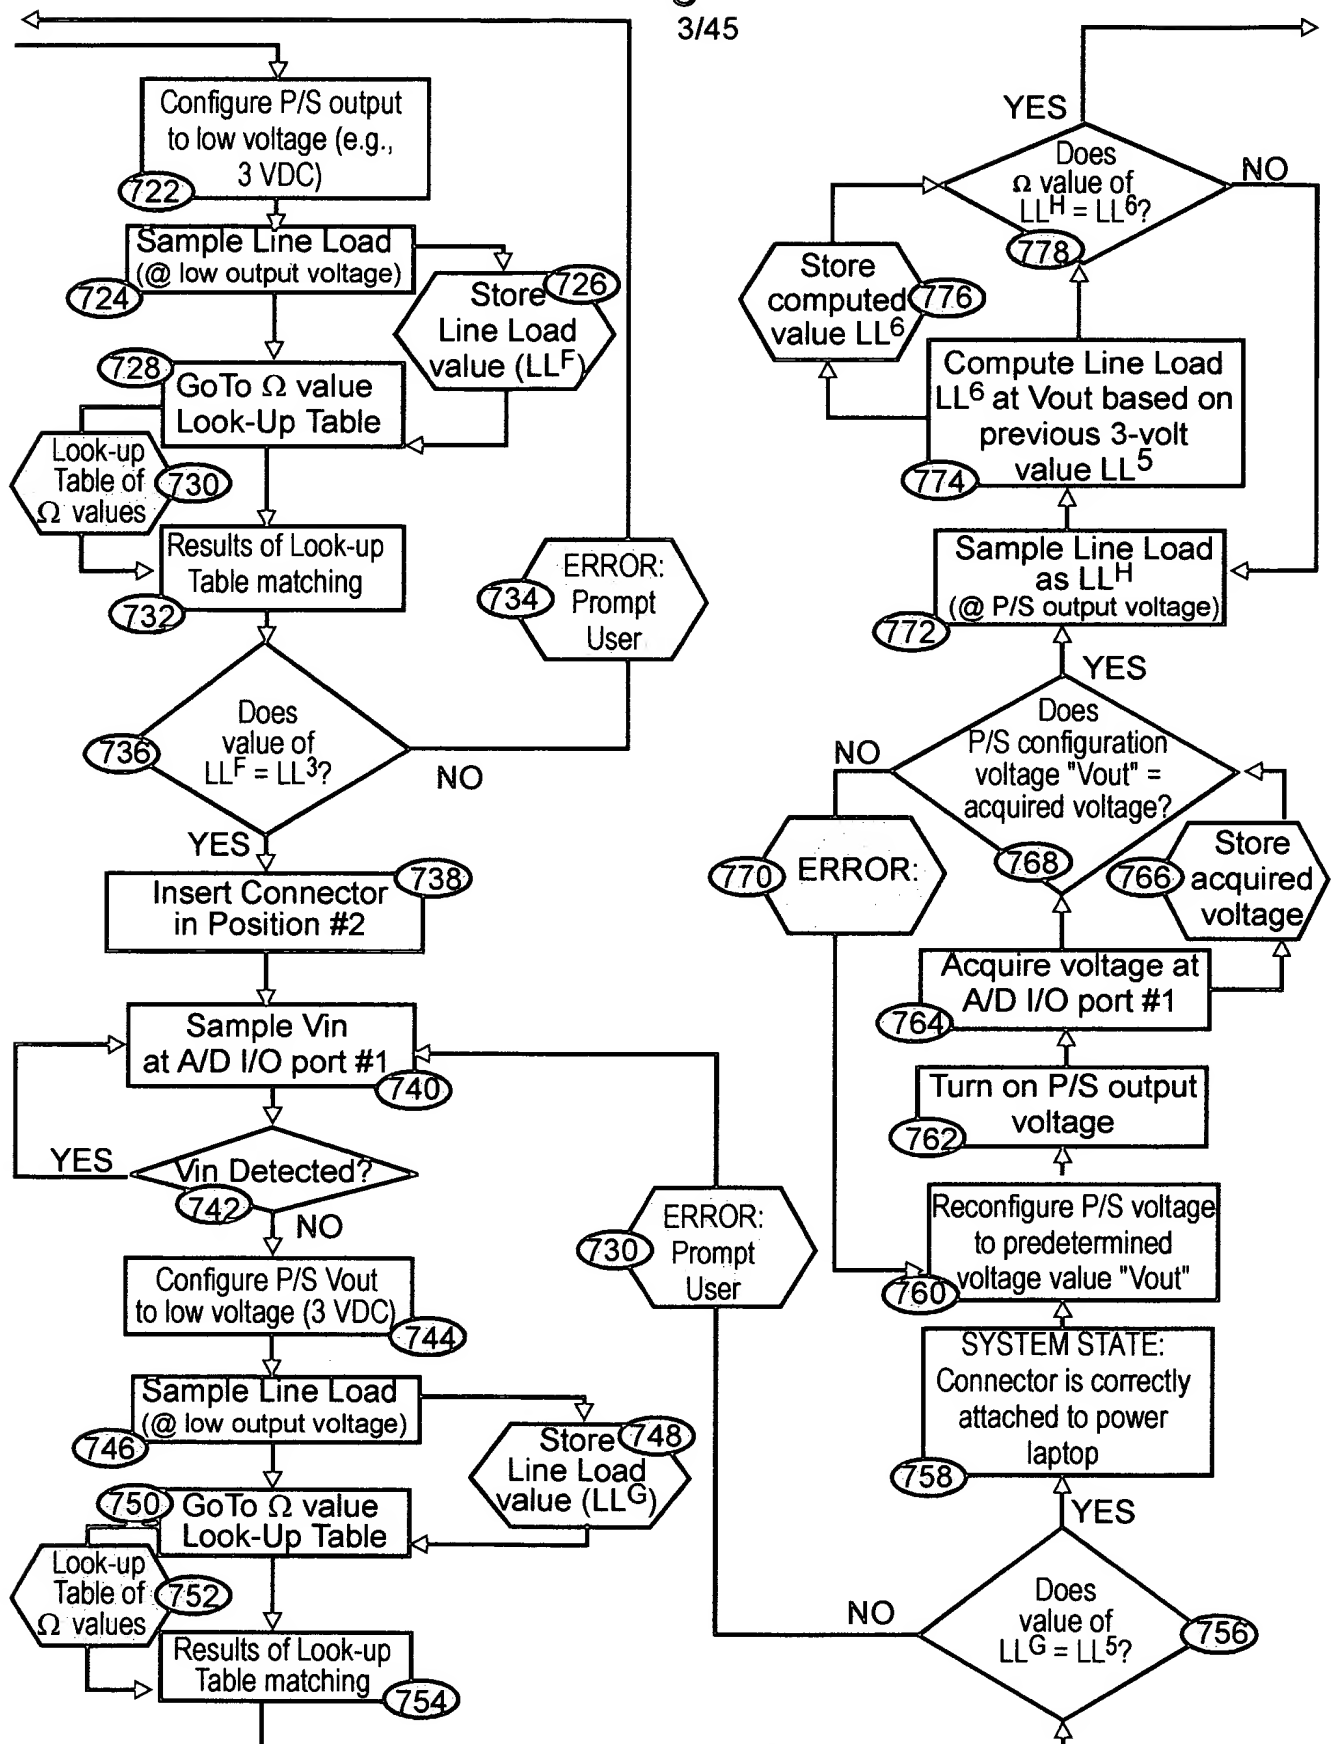 3/45
Configure P/S output
to low voltage (e.g.,
3 VDC)
722
Sample Line Load
(@ low output voltage)
724
726
Store
Line Load
value (LLF)
728
GoTo Ω value
Look-Up Table
Look-up
Table of
Ω values
730
Results of Look-up
Table matching
732
ERROR:
Prompt
User
734
Does
value of
LLF = LL3?
736
NO
YES
738
Insert Connector
in Position #2
Sample Vin
at A/D I/O port #1
740
YES
Vin Detected?
742
NO
Configure P/S Vout
to low voltage (3 VDC)
744
Sample Line Load
(@ low output voltage)
746
748
Store
Line Load
value (LLG)
750
GoTo Ω value
Look-Up Table
Look-up
Table of
Ω values
752
Results of Look-up
Table matching
754
ERROR:
Prompt
User
730
YES
Does
Ω value of
LLH = LL6?
778
NO
Store
computed
value LL6
776
Compute Line Load
LL6 at Vout based on
previous 3-volt
value LL5
774
Sample Line Load
as LLH
(@ P/S output voltage)
772
YES
Does
P/S configuration
voltage "Vout" =
acquired voltage?
768
NO
770
ERROR:
Store
acquired
voltage
766
Acquire voltage at
A/D I/O port #1
764
Turn on P/S output
voltage
762
Reconfigure P/S voltage
to predetermined
voltage value "Vout"
760
SYSTEM STATE:
Connector is correctly
attached to power
laptop
758
YES
Does
value of
LLG = LL5?
756
NO